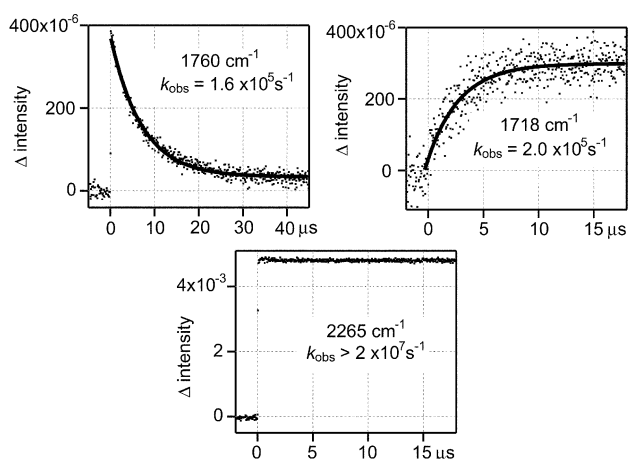 400x10⁻⁶
200
0
Δ intensity
1760 cm⁻¹
kobs = 1.6 x10⁵s⁻¹
0 10 20 30 40 μs
400x10⁻⁶
200
0
Δ intensity
1718 cm⁻¹
kobs = 2.0 x10⁵s⁻¹
0 5 10 15 μs
4x10⁻³
2
0
Δ intensity
2265 cm⁻¹
kobs > 2 x10⁷s⁻¹
0 5 10 15 μs